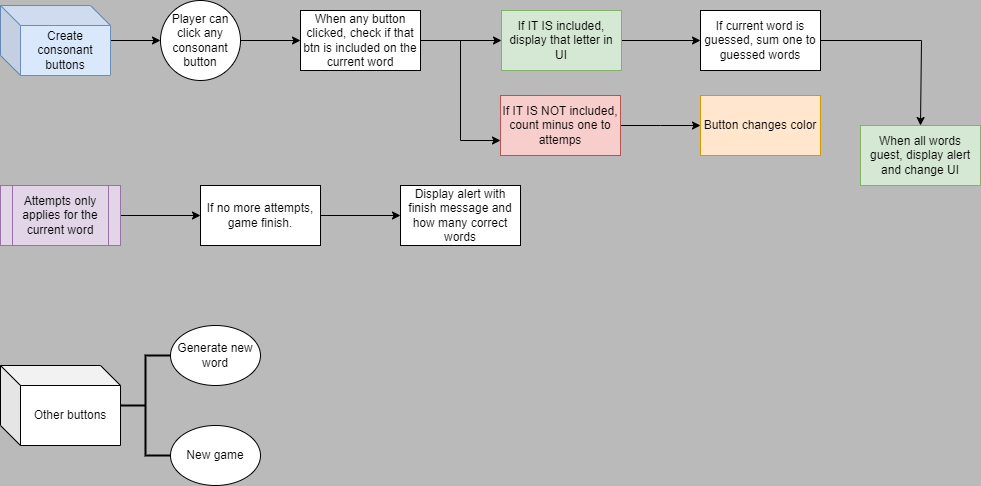 Create
consonant
buttons
Player can
click any
consonant
button
When any button
clicked, check if that
btn is included on the
current word
If IT IS included,
display that letter in
UI
If current word is
guessed, sum one to
guessed words
If IT IS NOT included,
count minus one to
attemps
Button changes color
When all words
guest, display alert
and change UI
Attempts only
applies for the
current word
If no more attempts,
game finish.
Display alert with
finish message and
how many correct
words
Generate new
word
Other buttons
New game